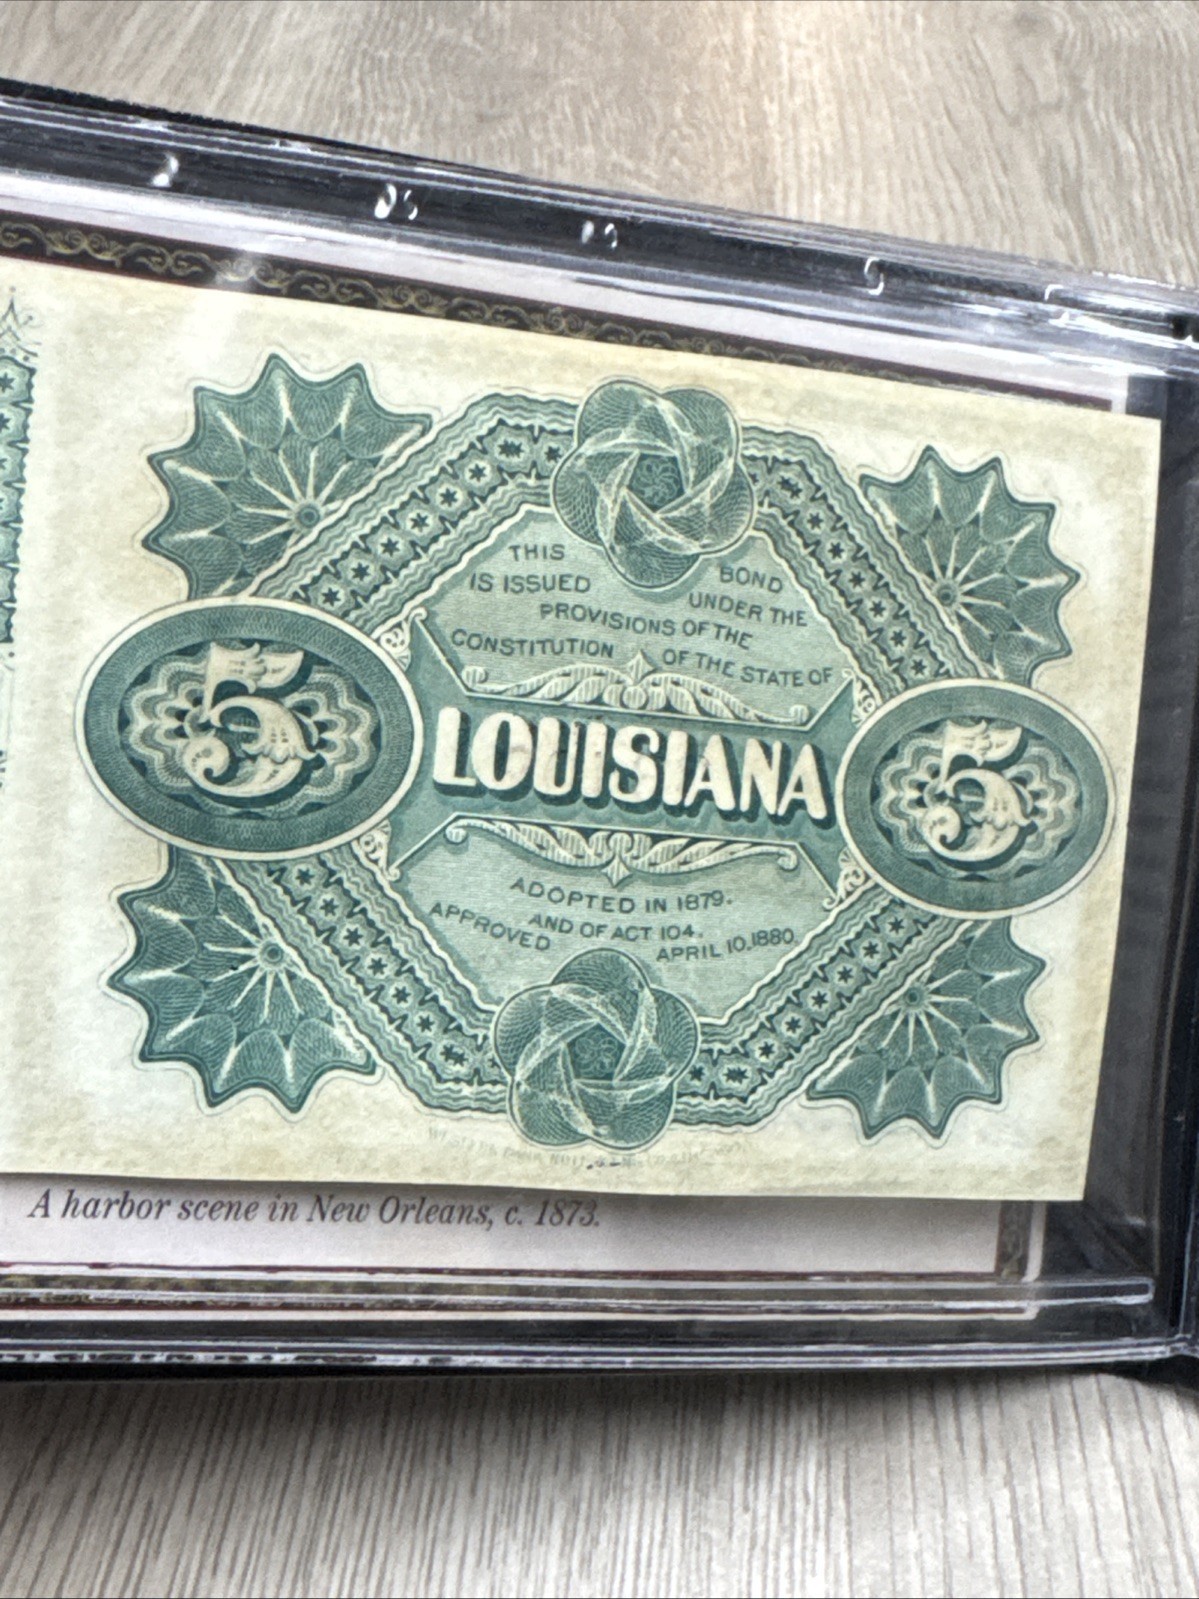 THIS BOND
IS ISSUED UNDER THE
PROVISIONS OF THE
CONSTITUTION OF THE STATE OF
5 LOUISIANA 5
ADOPTED IN 1879.
AND OF ACT 104.
APPROVED APRIL 10.1880.
A harbor scene in New Orleans, c. 1873.